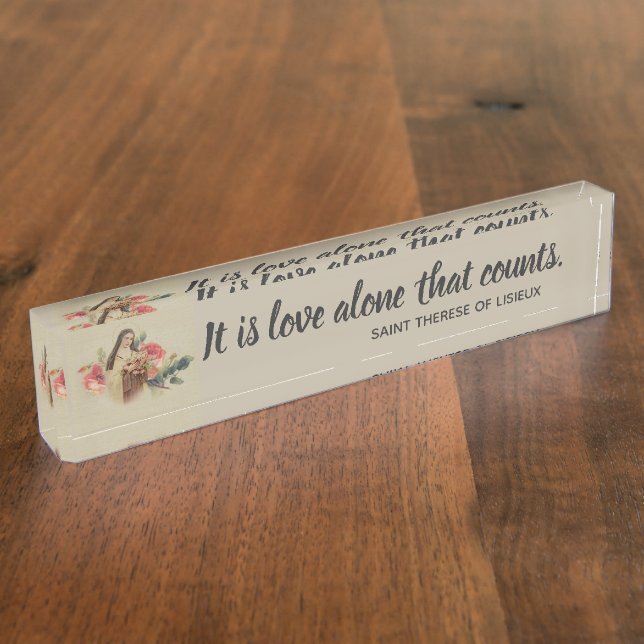 It is love alone that counts.
SAINT THERESE OF LISIEUX